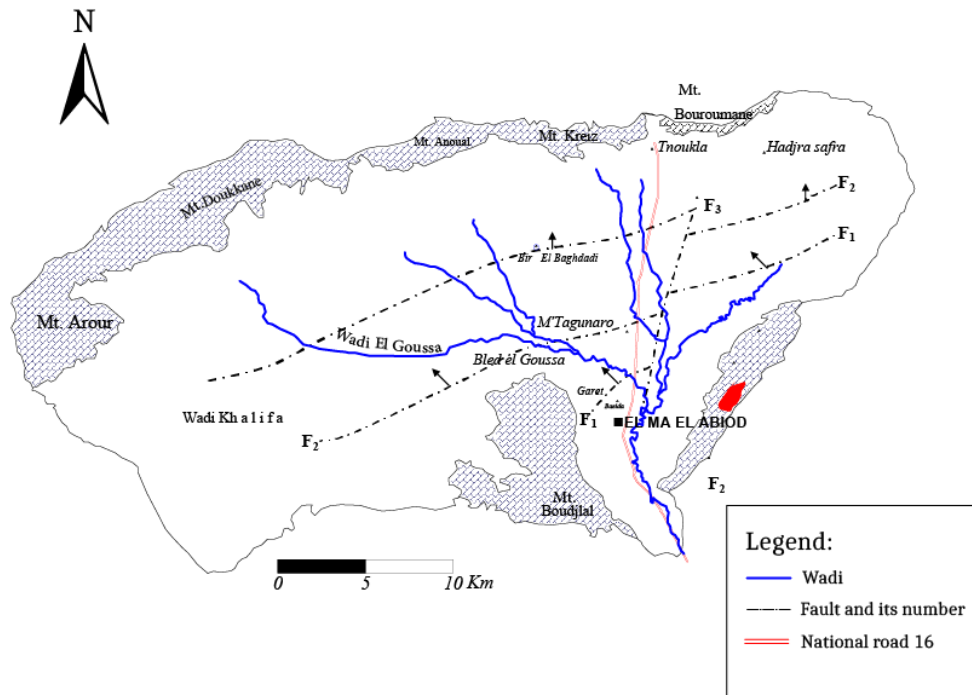 N
Mt.
Bouroumane
Mt. Kreiz
Tnoukla
Mt. Anoual
Hadjra safra
Mt.Doukkane
F2
F3
F1
Bir El Baghdadi
Mt. Arour
M'Tagunaro
Wadi El Goussa
Bled el Goussa
Garet
Wadi Khalifa
F1
EL MA EL ABIOD
F2
F2
Mt.
Boudjlal
0 5 10 Km
Legend:
Wadi
Fault and its number
National road 16